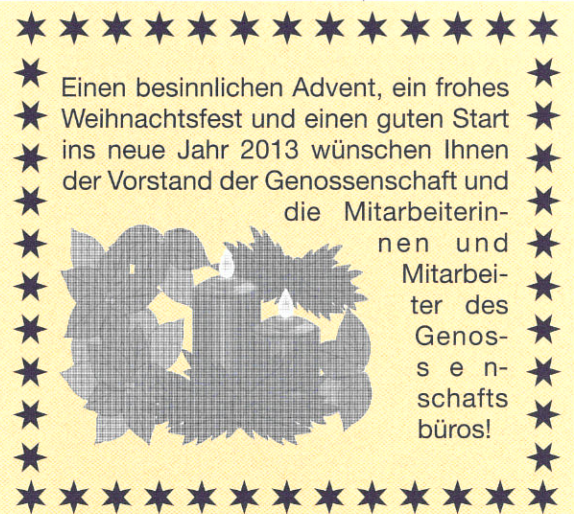 Einen besinnlichen Advent, ein frohes
Weihnachtsfest und einen guten Start
ins neue Jahr 2013 wünschen Ihnen
der Vorstand der Genossenschaft und
die Mitarbeiterin-
nen und
Mitarbei-
ter des
Genos-
sen-
schafts
büros!